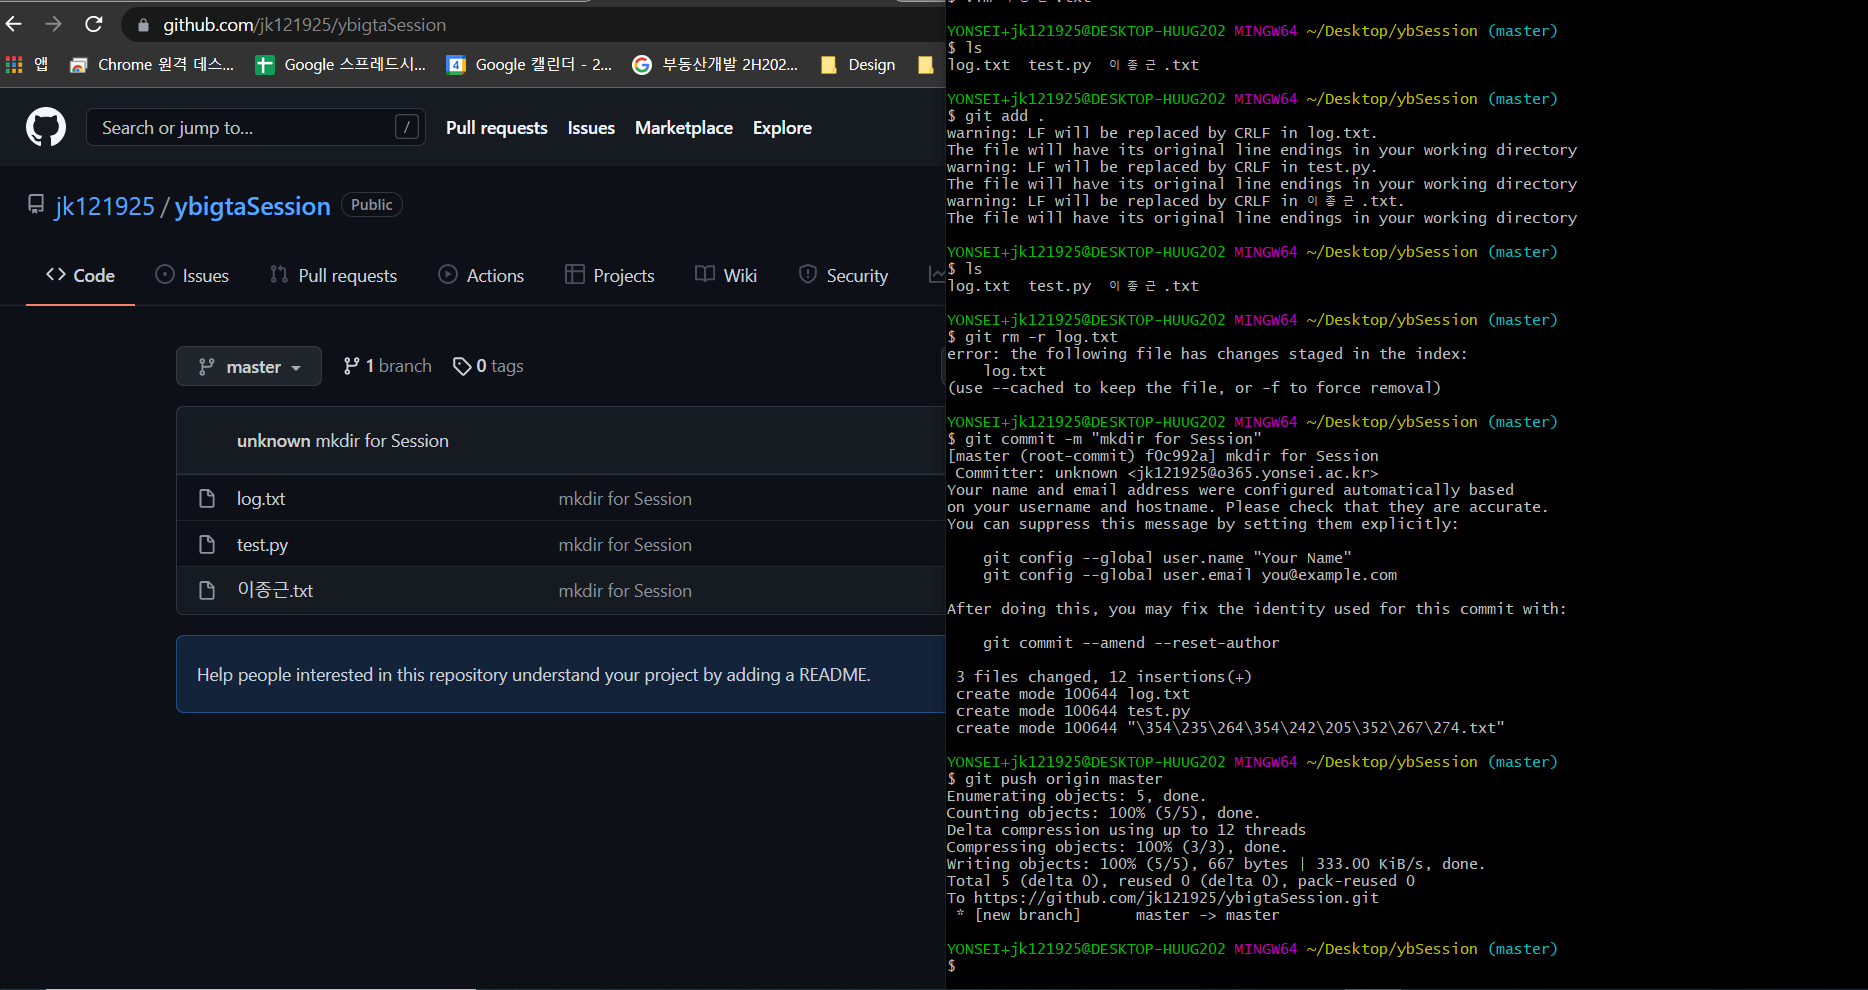 github.com/jk121925/ybigtaSession
앱 Chrome 원격 데스... Google 스프레드시... Google 캘린더 - 2... 부동산개발 2H202... Design
Search or jump to... / Pull requests Issues Marketplace Explore
jk121925 / ybigtaSession Public
Code Issues Pull requests Actions Projects Wiki Security
master 1 branch 0 tags
unknown mkdir for Session
log.txt mkdir for Session
test.py mkdir for Session
이종근.txt mkdir for Session
Help people interested in this repository understand your project by adding a README.
YONSEI+jk121925@DESKTOP-HUUG202 MINGW64 ~/Desktop/ybSession (master)
$ ls
log.txt test.py 이종근.txt
YONSEI+jk121925@DESKTOP-HUUG202 MINGW64 ~/Desktop/ybSession (master)
$ git add .
warning: LF will be replaced by CRLF in log.txt.
The file will have its original line endings in your working directory
warning: LF will be replaced by CRLF in test.py.
The file will have its original line endings in your working directory
warning: LF will be replaced by CRLF in 이종근.txt.
The file will have its original line endings in your working directory
YONSEI+jk121925@DESKTOP-HUUG202 MINGW64 ~/Desktop/ybSession (master)
$ ls
log.txt test.py 이종근.txt
YONSEI+jk121925@DESKTOP-HUUG202 MINGW64 ~/Desktop/ybSession (master)
$ git rm -r log.txt
error: the following file has changes staged in the index:
log.txt
(use --cached to keep the file, or -f to force removal)
YONSEI+jk121925@DESKTOP-HUUG202 MINGW64 ~/Desktop/ybSession (master)
$ git commit -m "mkdir for Session"
[master (root-commit) f0c992a] mkdir for Session
Committer: unknown <jk121925@o365.yonsei.ac.kr>
Your name and email address were configured automatically based
on your username and hostname. Please check that they are accurate.
You can suppress this message by setting them explicitly:
git config --global user.name "Your Name"
git config --global user.email you@example.com
After doing this, you may fix the identity used for this commit with:
git commit --amend --reset-author
3 files changed, 12 insertions(+)
create mode 100644 log.txt
create mode 100644 test.py
create mode 100644 "\354\235\264\354\242\205\352\267\274.txt"
YONSEI+jk121925@DESKTOP-HUUG202 MINGW64 ~/Desktop/ybSession (master)
$ git push origin master
Enumerating objects: 5, done.
Counting objects: 100% (5/5), done.
Delta compression using up to 12 threads
Compressing objects: 100% (3/3), done.
Writing objects: 100% (5/5), 667 bytes | 333.00 KiB/s, done.
Total 5 (delta 0), reused 0 (delta 0), pack-reused 0
To https://github.com/jk121925/ybigtaSession.git
* [new branch] master -> master
YONSEI+jk121925@DESKTOP-HUUG202 MINGW64 ~/Desktop/ybSession (master)
$